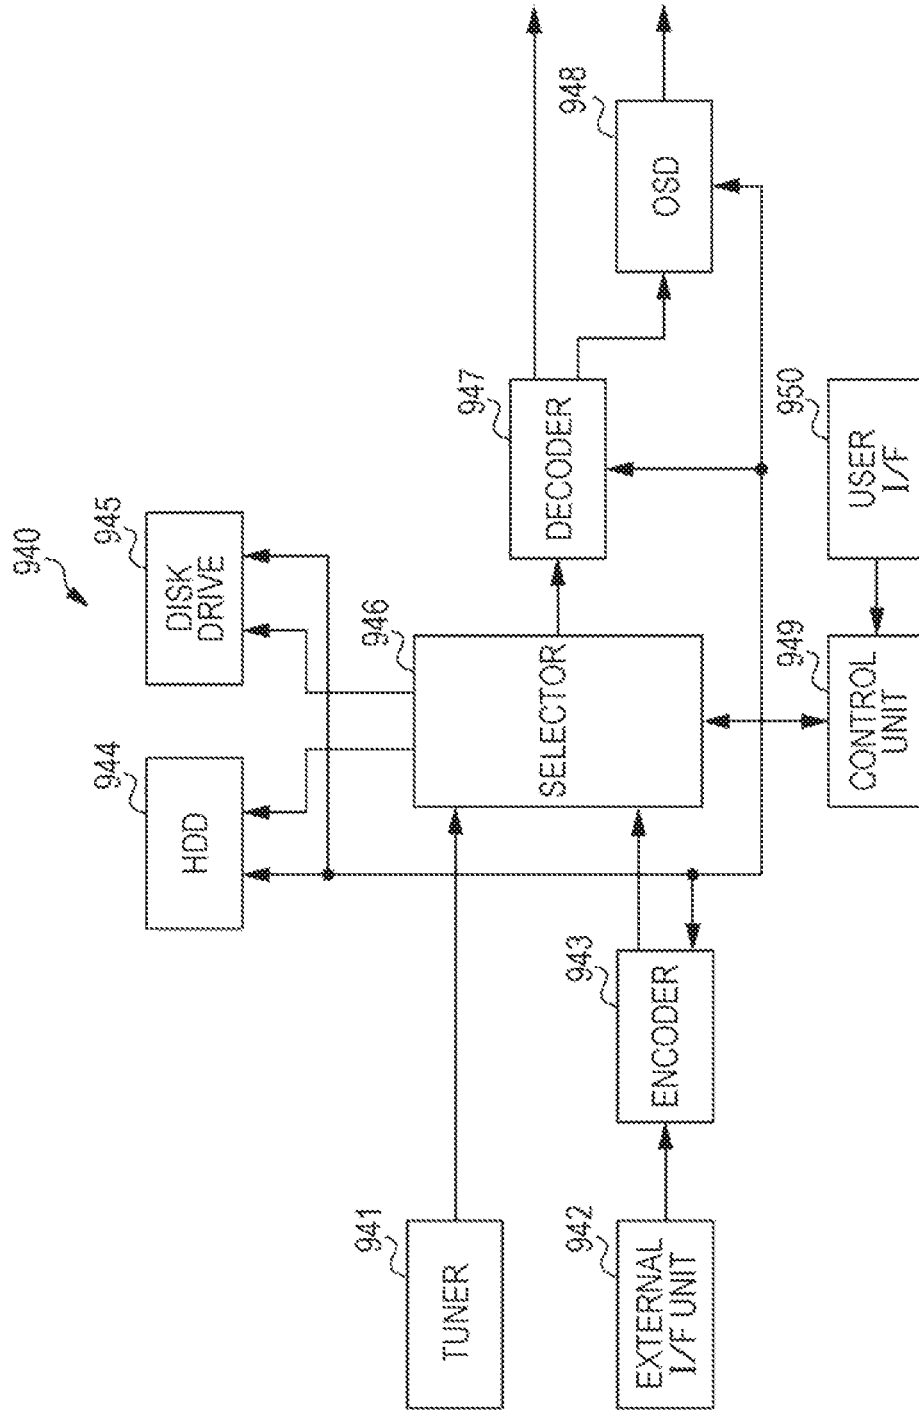 940
944
HDD
945
DISK
DRIVE
941
TUNER
946
SELECTOR
947
DECODER
942
EXTERNAL
I/F UNIT
943
ENCODER
948
OSD
949
CONTROL
UNIT
950
USER
I/F